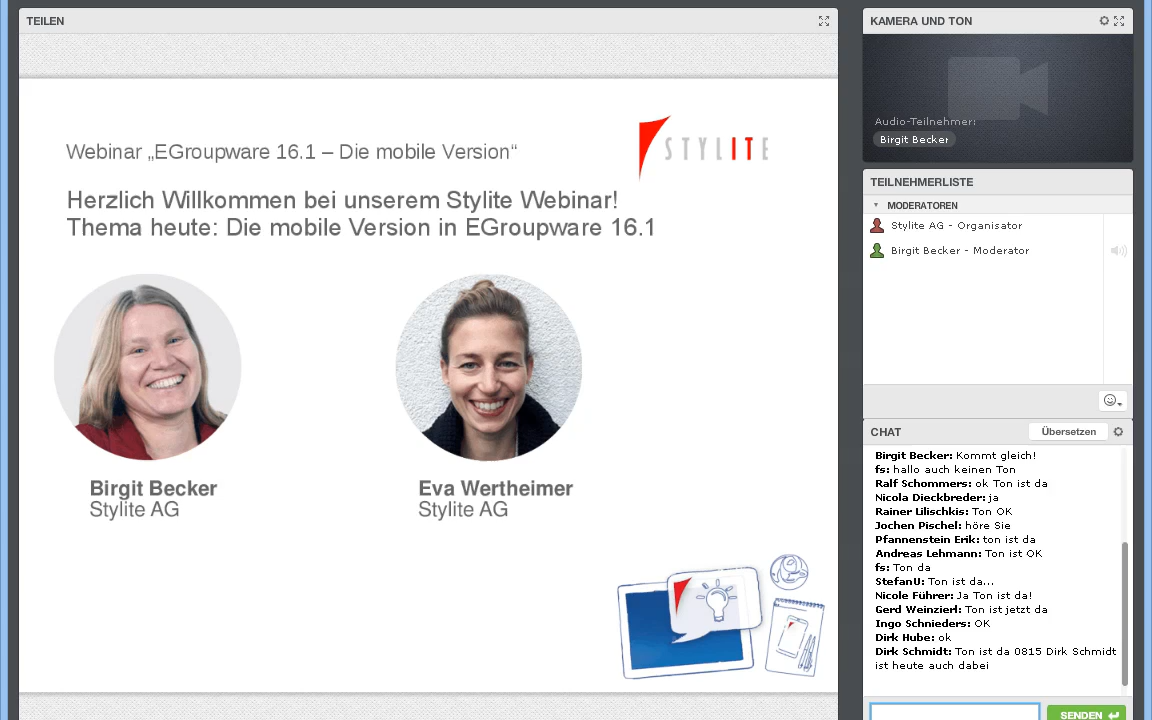 TEILEN
Webinar „EGroupware 16.1 – Die mobile Version“
STYLITE
Herzlich Willkommen bei unserem Stylite Webinar!
Thema heute: Die mobile Version in EGroupware 16.1
Birgit Becker
Stylite AG
Eva Wertheimer
Stylite AG
KAMERA UND TON
Audio-Teilnehmer:
Birgit Becker
TEILNEHMERLISTE
MODERATOREN
Stylite AG - Organisator
Birgit Becker - Moderator
CHAT
Übersetzen
Birgit Becker: Kommt gleich!
fs: hallo auch keinen Ton
Ralf Schommers: ok Ton ist da
Nicola Dieckbreder: ja
Rainer Lilischkis: Ton OK
Jochen Pischel: höre Sie
Pfannenstein Erik: ton ist da
Andreas Lehmann: Ton ist OK
fs: Ton da
StefanU: Ton ist da...
Nicole Führer: Ja Ton ist da!
Gerd Weinzierl: Ton ist jetzt da
Ingo Schnieders: OK
Dirk Hube: ok
Dirk Schmidt: Ton ist da 0815 Dirk Schmidt
ist heute auch dabei
SENDEN